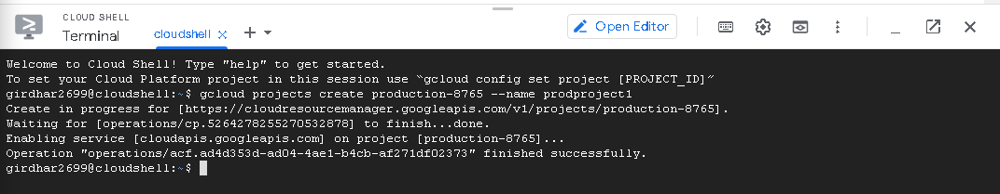 CLOUD SHELL
Terminal
cloudshell
Open Editor
Welcome to Cloud Shell! Type "help" to get started.
To set your Cloud Platform project in this session use “gcloud config set project [PROJECT_ID]”
girdhar2699@cloudshell:~$ gcloud projects create production-8765 --name prodproject1
Create in progress for [https://cloudresourcemanager.googleapis.com/v1/projects/production-8765].
Waiting for [operations/cp.5264278255270532878] to finish...done.
Enabling service [cloudapis.googleapis.com] on project [production-8765]...
Operation "operations/acf.ad4d353d-ad04-4ae1-b4cb-af271df02373" finished successfully.
girdhar2699@cloudshell:~$